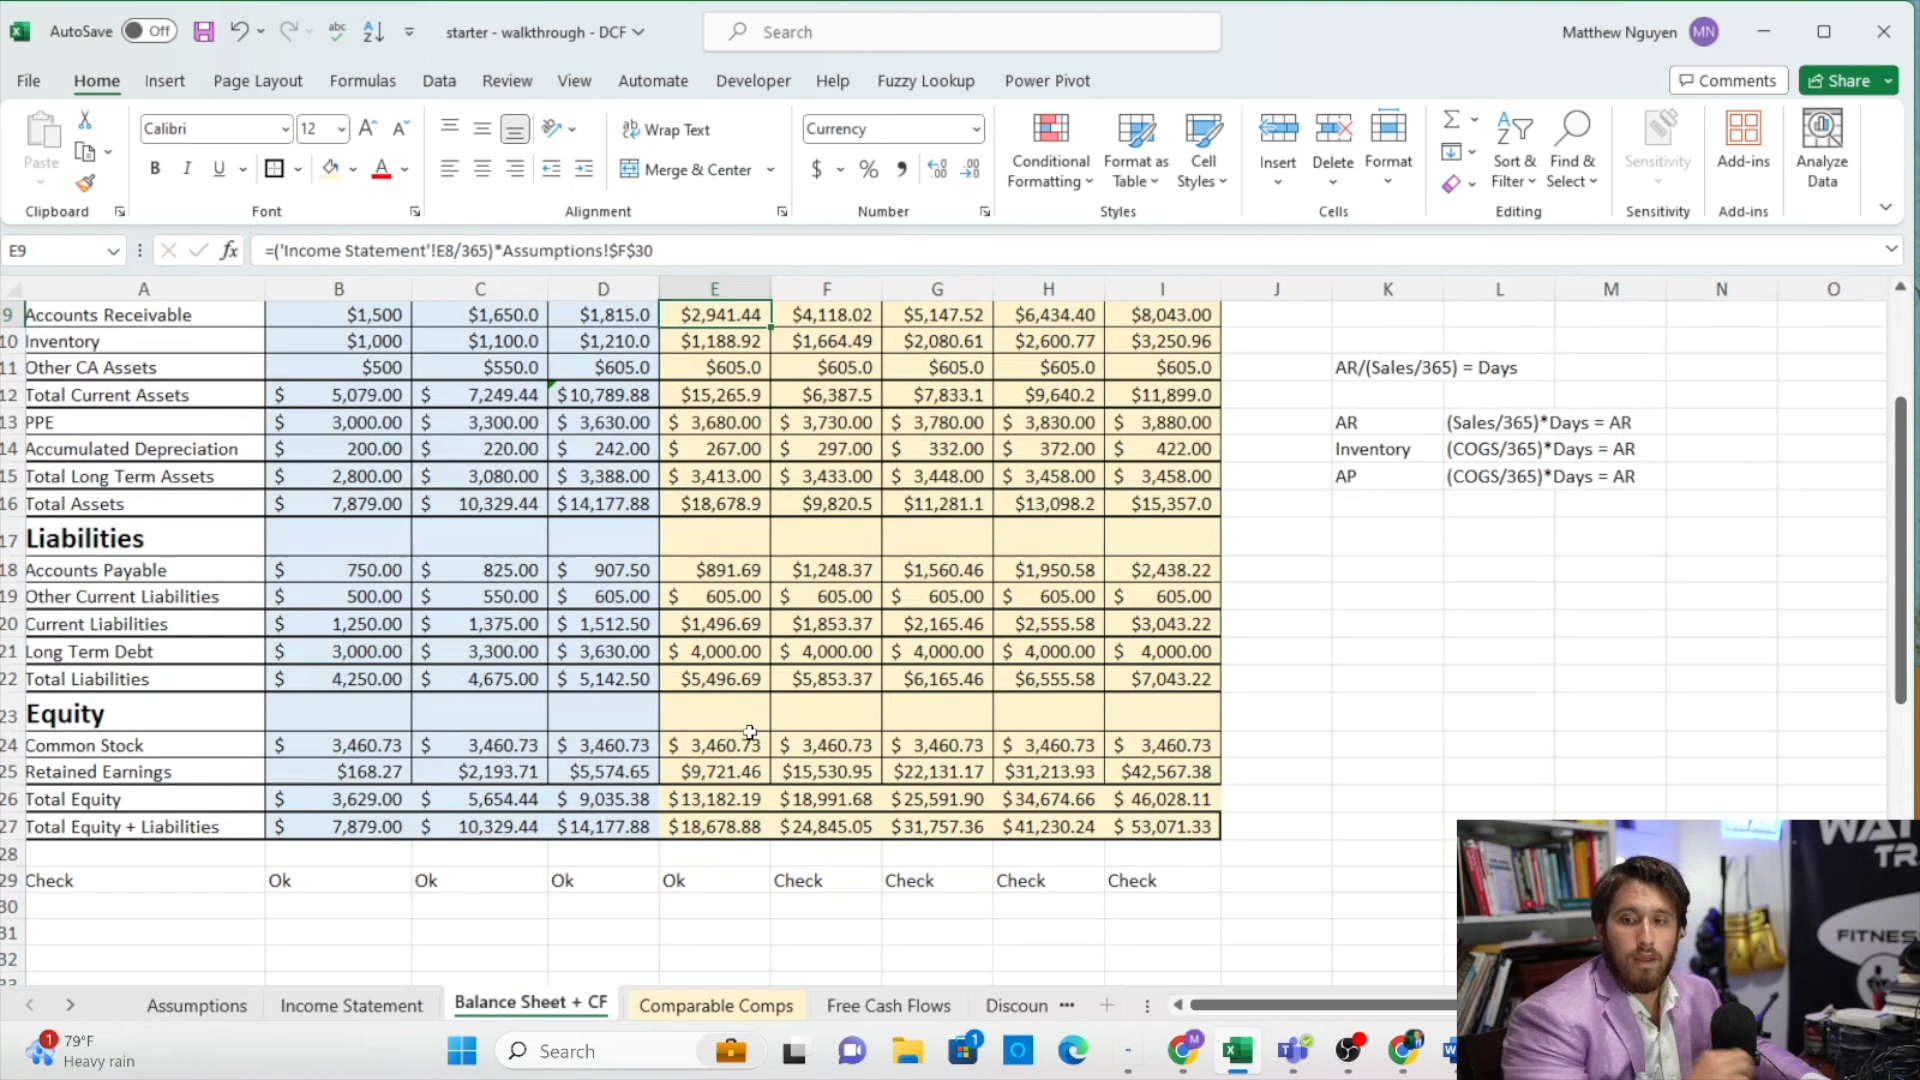 AutoSave Off abc starter - walkthrough - DCF Search Matthew Nguyen MN
File Home Insert Page Layout Formulas Data Review View Automate Developer Help Fuzzy Lookup Power Pivot Comments Share
Paste Calibri 12 Wrap Text Currency Conditional Formatting Format as Table Cell Styles Insert Delete Format Sort & Filter Find & Select Sensitivity Add-ins Analyze Data
B I U Merge & Center $ %
Clipboard Font Alignment Number Styles Cells Editing Sensitivity Add-ins
E9 fx =('Income Statement'!E8/365)*Assumptions!$F$30
A B C D E F G H I J K L M N O
9 Accounts Receivable $1,500 $1,650.0 $1,815.0 $2,941.44 $4,118.02 $5,147.52 $6,434.40 $8,043.00
10 Inventory $1,000 $1,100.0 $1,210.0 $1,188.92 $1,664.49 $2,080.61 $2,600.77 $3,250.96
11 Other CA Assets $500 $550.0 $605.0 $605.0 $605.0 $605.0 $605.0 $605.0 AR/(Sales/365) = Days
12 Total Current Assets $ 5,079.00 $ 7,249.44 $10,789.88 $15,265.9 $6,387.5 $7,833.1 $9,640.2 $11,899.0
13 PPE $ 3,000.00 $ 3,300.00 $ 3,630.00 $ 3,680.00 $ 3,730.00 $ 3,780.00 $ 3,830.00 $ 3,880.00 AR (Sales/365)*Days = AR
14 Accumulated Depreciation $ 200.00 $ 220.00 $ 242.00 $ 267.00 $ 297.00 $ 332.00 $ 372.00 $ 422.00 Inventory (COGS/365)*Days = AR
15 Total Long Term Assets $ 2,800.00 $ 3,080.00 $ 3,388.00 $ 3,413.00 $ 3,433.00 $ 3,448.00 $ 3,458.00 $ 3,458.00 AP (COGS/365)*Days = AR
16 Total Assets $ 7,879.00 $ 10,329.44 $14,177.88 $18,678.9 $9,820.5 $11,281.1 $13,098.2 $15,357.0
17 Liabilities
18 Accounts Payable $ 750.00 $ 825.00 $ 907.50 $891.69 $1,248.37 $1,560.46 $1,950.58 $2,438.22
19 Other Current Liabilities $ 500.00 $ 550.00 $ 605.00 $ 605.00 $ 605.00 $ 605.00 $ 605.00 $ 605.00
20 Current Liabilities $ 1,250.00 $ 1,375.00 $ 1,512.50 $1,496.69 $1,853.37 $2,165.46 $2,555.58 $3,043.22
21 Long Term Debt $ 3,000.00 $ 3,300.00 $ 3,630.00 $ 4,000.00 $ 4,000.00 $ 4,000.00 $ 4,000.00 $ 4,000.00
22 Total Liabilities $ 4,250.00 $ 4,675.00 $ 5,142.50 $5,496.69 $5,853.37 $6,165.46 $6,555.58 $7,043.22
23 Equity
24 Common Stock $ 3,460.73 $ 3,460.73 $ 3,460.73 $ 3,460.73 $ 3,460.73 $ 3,460.73 $ 3,460.73 $ 3,460.73
25 Retained Earnings $168.27 $2,193.71 $5,574.65 $9,721.46 $15,530.95 $22,131.17 $31,213.93 $42,567.38
26 Total Equity $ 3,629.00 $ 5,654.44 $ 9,035.38 $13,182.19 $18,991.68 $25,591.90 $34,674.66 $ 46,028.11
27 Total Equity + Liabilities $ 7,879.00 $ 10,329.44 $14,177.88 $18,678.88 $24,845.05 $31,757.36 $41,230.24 $ 53,071.33
28
29 Check Ok Ok Ok Ok Check Check Check Check
30
31
32
Assumptions Income Statement Balance Sheet + CF Comparable Comps Free Cash Flows Discoun
1 79°F Search 1 M
Heavy rain
FITNES